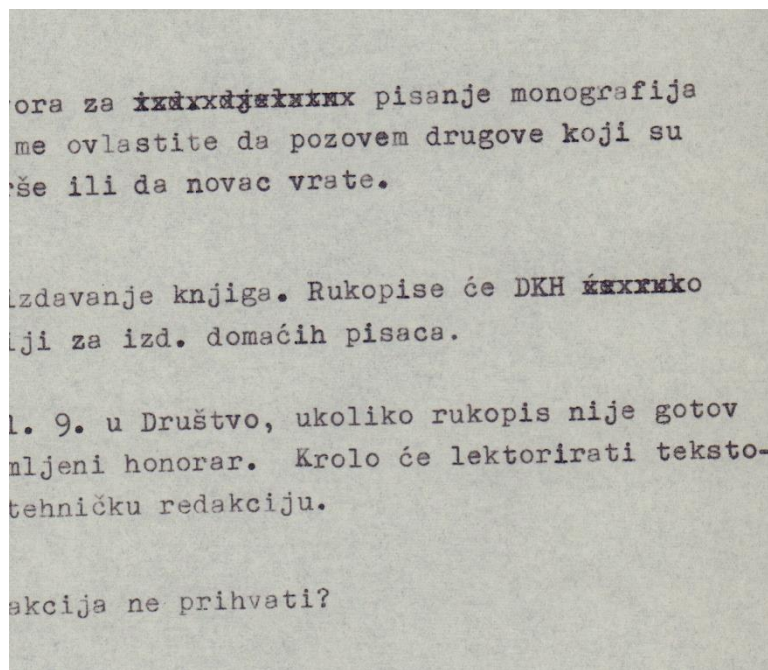 ora za pisanje monografija
me ovlastite da pozovem drugove koji su
rše ili da novac vrate.
izdavanje knjiga. Rukopise će DKH
iji za izd. domaćih pisaca.
1. 9. u Društvo, ukoliko rukopis nije gotov
mljeni honorar. Krolo će lektorirati teksto-
tehničku redakciju.
akcija ne prihvati?